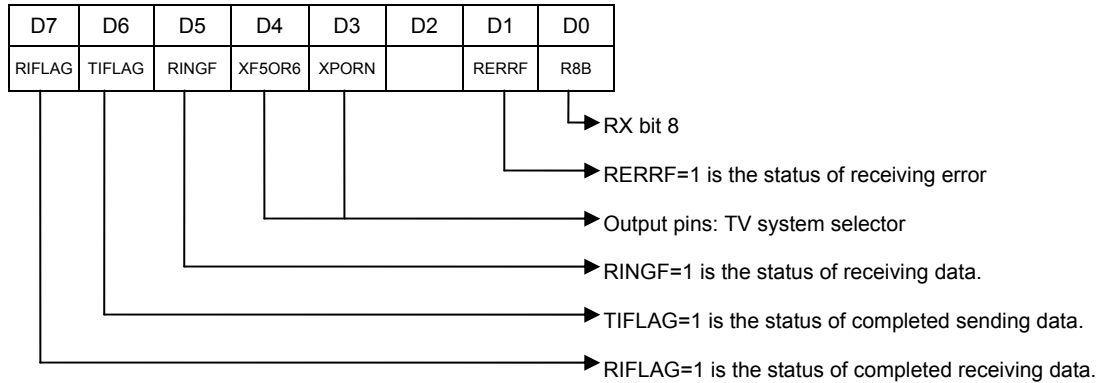 D7 D6 D5 D4 D3 D2 D1 D0
RIFLAG TIFLAG RINGF XF5OR6 XPORN RERRF R8B
RX bit 8
RERRF=1 is the status of receiving error
Output pins: TV system selector
RINGF=1 is the status of receiving data.
TIFLAG=1 is the status of completed sending data.
RIFLAG=1 is the status of completed receiving data.